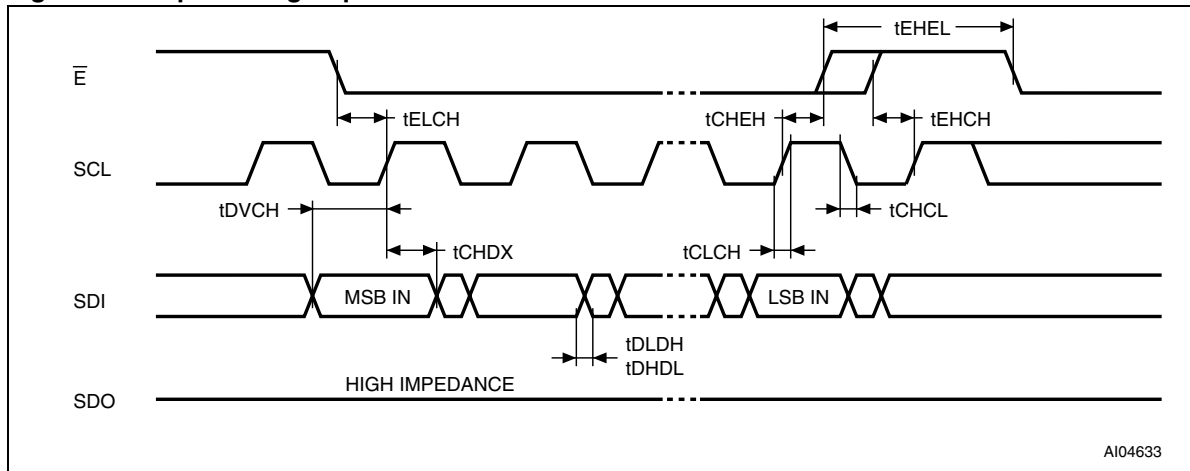 tEHEL
E
tELCH
tCHEH
tEHCH
SCL
tDVCH
tCHCL
tCHDX
tCLCH
SDI
MSB IN
LSB IN
tDLDH
tDHDL
HIGH IMPEDANCE
SDO
AI04633